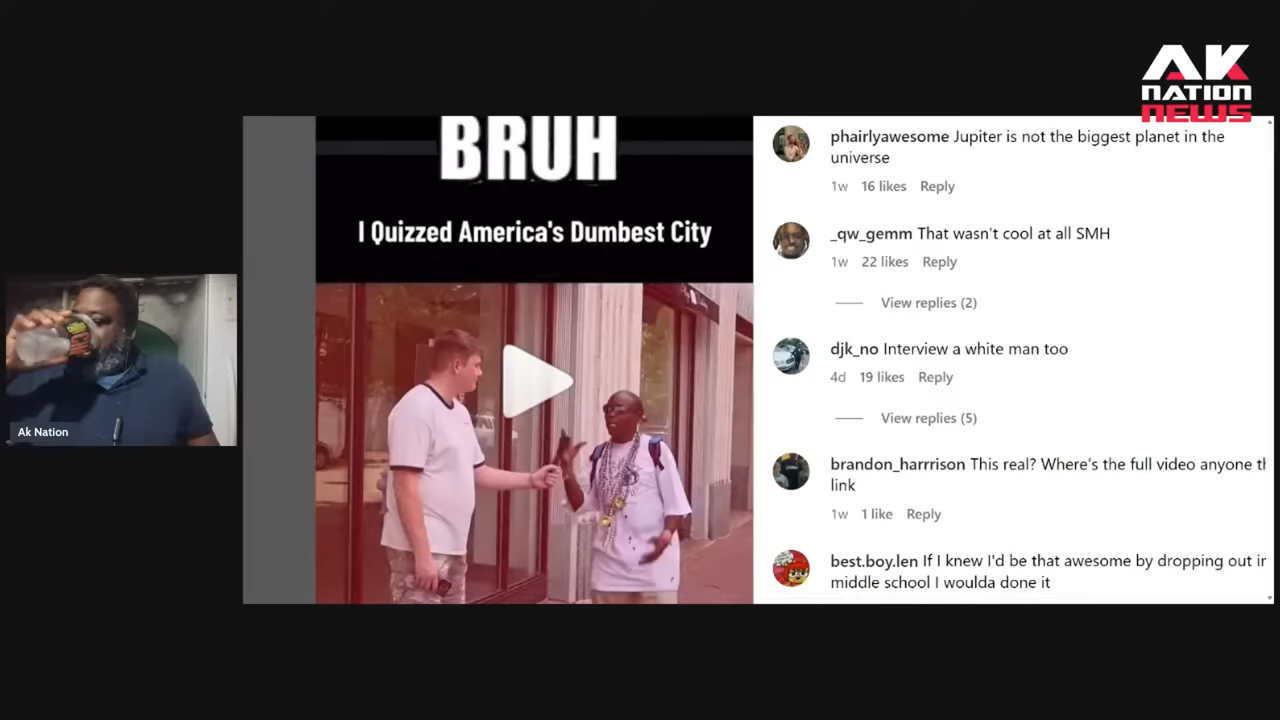 AK
NATION
NEWS
BRUH
I Quizzed America's Dumbest City
Ak Nation
phairlyawesome Jupiter is not the biggest planet in the
universe
1w 16 likes Reply
_qw_gemm That wasn't cool at all SMH
1w 22 likes Reply
View replies (2)
djk_no Interview a white man too
4d 19 likes Reply
View replies (5)
brandon_harrrison This real? Where's the full video anyone th
link
1w 1 like Reply
best.boy.len If I knew I'd be that awesome by dropping out in
middle school I woulda done it